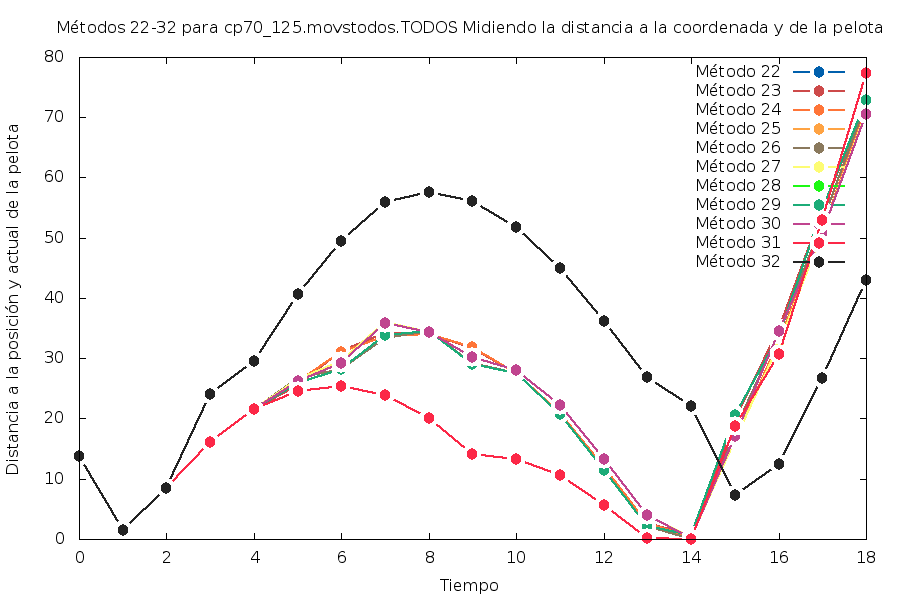 Métodos 22-32 para cp70_125.movstodos.TODOS Midiendo la distancia a la coordenada y de la pelota
Distancia a la posición y actual de la pelota
80
70
60
50
40
30
20
10
0
Método 22
Método 23
Método 24
Método 25
Método 26
Método 27
Método 28
Método 29
Método 30
Método 31
Método 32
0 2 4 6 8 10 12 14 16 18
Tiempo